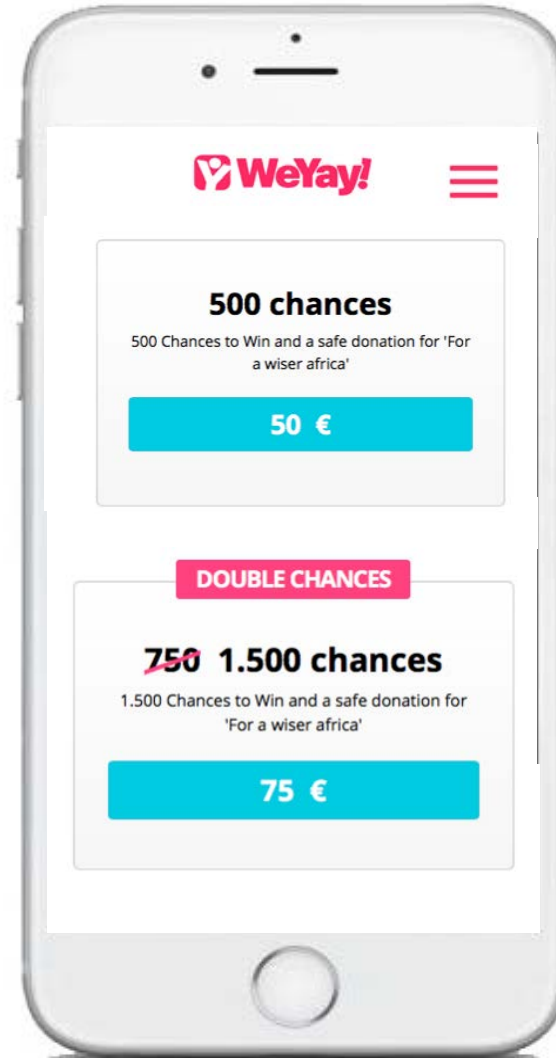 WeYay!
500 chances
500 Chances to Win and a safe donation for 'For
a wiser africa'
50 €
DOUBLE CHANCES
750 1.500 chances
1.500 Chances to Win and a safe donation for
'For a wiser africa'
75 €